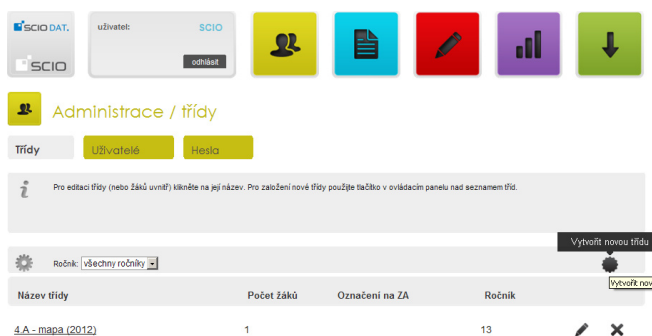 SCIO DAT.
SCIO
uživatel: SCIO
odhlásit
Administrace / třídy
Třídy Uživatelé Hesla
Pro editaci třídy (nebo žáků uvnitř) klikněte na její název. Pro založení nové třídy použijte tlačítko v ovládacím panelu nad seznamem tříd.
Vytvořit novou třídu
Ročník: všechny ročníky
Vytvořit nov
Název třídy Počet žáků Označení na ZA Ročník
4.A - mapa (2012) 1 13